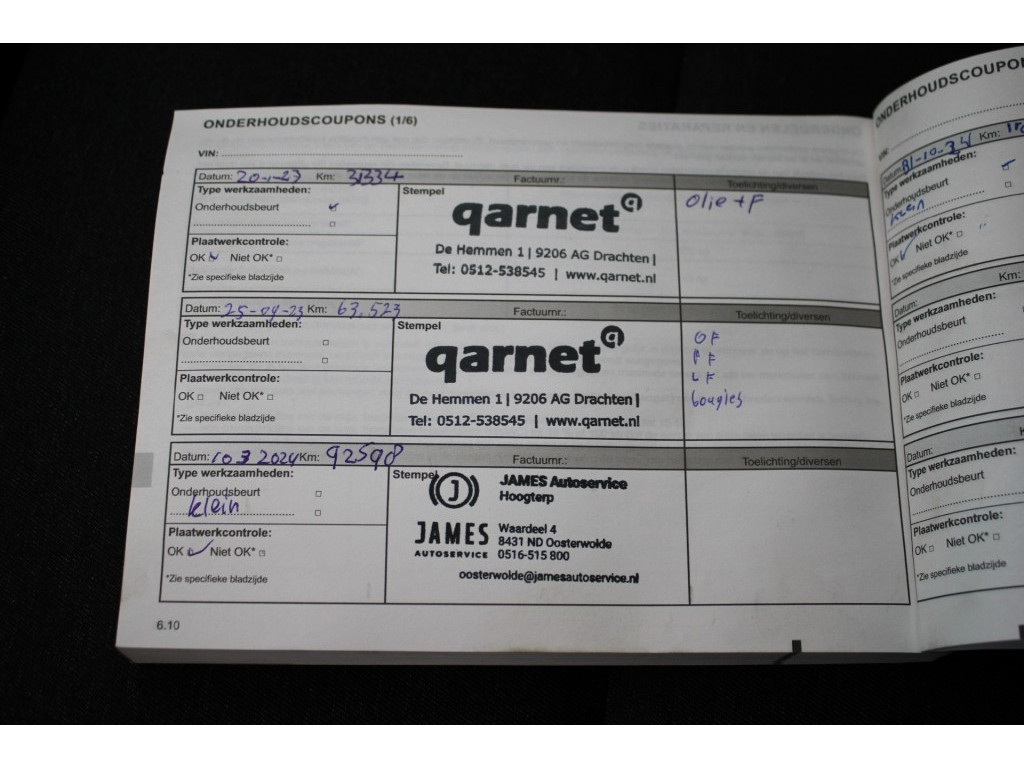 ONDERHOUDSCOUPONS (1/6)
VIN:
Datum: 20-1-23 Km: 31334 Factuurnr.: Toelichting/diversen
Type werkzaamheden:
Onderhoudsbeurt
Stempel
qarnet
De Hemmen 1 | 9206 AG Drachten |
Tel: 0512-538545 | www.qarnet.nl
Olie + F
Plaatwerkcontrole:
OK Niet OK*
*Zie specifieke bladzijde
Datum: 25-09-23 Km: 63.523 Factuurnr.: Toelichting/diversen
Type werkzaamheden:
Onderhoudsbeurt
Stempel
qarnet
De Hemmen 1 | 9206 AG Drachten |
Tel: 0512-538545 | www.qarnet.nl
OF
LF
bougies
Plaatwerkcontrole:
OK Niet OK*
*Zie specifieke bladzijde
Datum: 10 3 2024 Km: 92598 Factuurnr.: Toelichting/diversen
Type werkzaamheden:
Onderhoudsbeurt
klein
Stempel
J
JAMES Autoservice
Hoogterp
JAMES
AUTOSERVICE
Waardeel 4
8431 ND Oosterwolde
0516-515 800
oosterwolde@jamesautoservice.nl
Plaatwerkcontrole:
OK Niet OK*
*Zie specifieke bladzijde
6.10
ONDERHOUDSCOUPON
VIN:
Datum: 31-10-24 Km:
Type werkzaamheden:
Onderhoudsbeurt
klein
Plaatwerkcontrole:
OK Niet OK*
*Zie specifieke bladzijde
Datum: Km:
Type werkzaamheden:
Onderhoudsbeurt
Plaatwerkcontrole:
OK Niet OK*
*Zie specifieke bladzijde
Datum:
Type werkzaamheden:
Onderhoudsbeurt
Plaatwerkcontrole:
OK Niet OK*
*Zie specifieke bladzijde